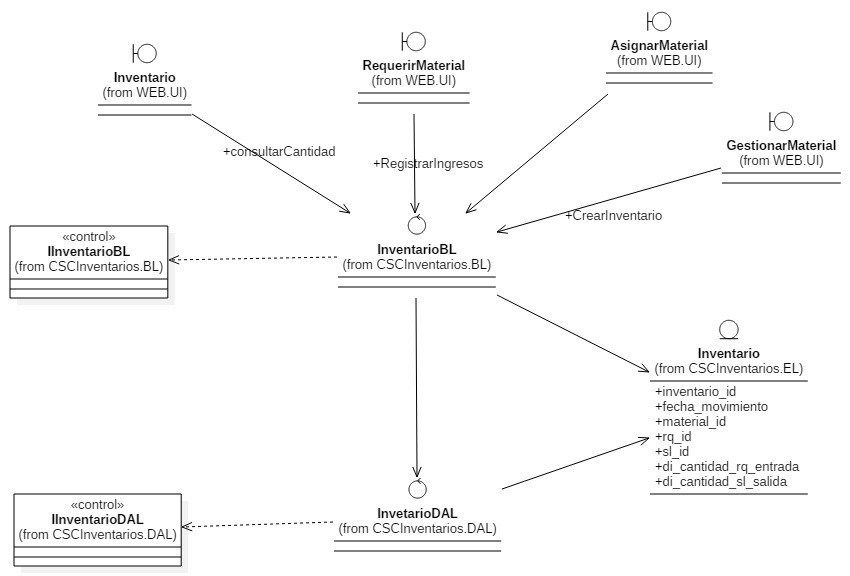 AsignarMaterial
(from WEB.UI)
RequerirMaterial
(from WEB.UI)
Inventario
(from WEB.UI)
GestionarMaterial
(from WEB.UI)
+consultarCantidad
+RegistrarIngresos
+CrearInventario
«control»
IInventarioBL
(from CSCInventarios.BL)
InventarioBL
(from CSCInventarios.BL)
Inventario
(from CSCInventarios.EL)
+inventario_id
+fecha_movimiento
+material_id
+rq_id
+sl_id
+di_cantidad_rq_entrada
+di_cantidad_sl_salida
«control»
IInventarioDAL
(from CSCInventarios.DAL)
InvetarioDAL
(from CSCInventarios.DAL)